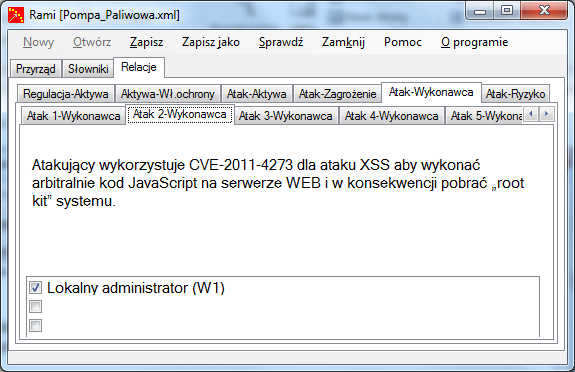 Rami [Pompa_Paliwowa.xml]
Nowy Otwórz Zapisz Zapisz jako Sprawdź Zamknij Pomoc O programie
Przyrząd Słowniki Relacje
Regulacja-Aktywa Aktywa-Wł.ochrony Atak-Aktywa Atak-Zagrożenie Atak-Wykonawca Atak-Ryzyko
Atak 1-Wykonawca Atak 2-Wykonawca Atak 3-Wykonawca Atak 4-Wykonawca Atak 5-Wykona
Atakujący wykorzystuje CVE-2011-4273 dla ataku XSS aby wykonać
arbitralnie kod JavaScript na serwerze WEB i w konsekwencji pobrać „root
kit” systemu.
Lokalny administrator (W1)